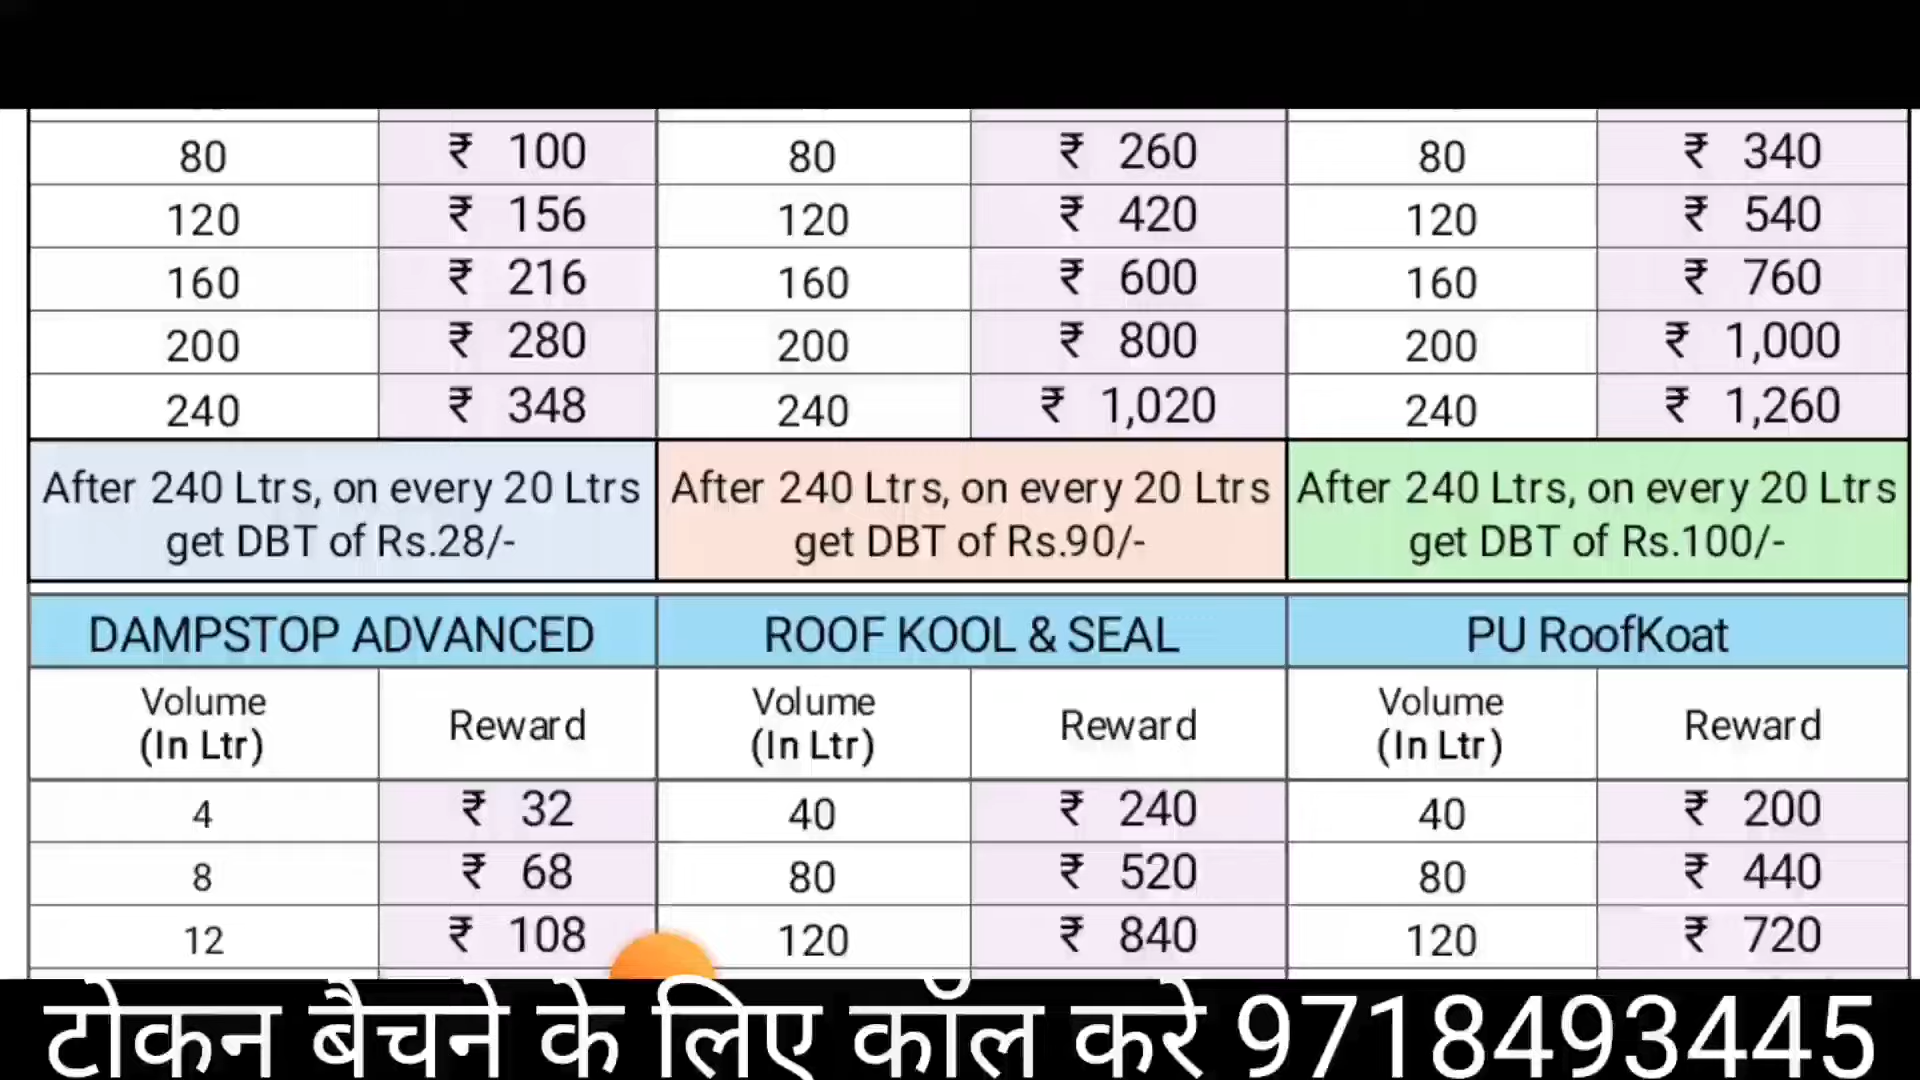 80 ₹ 100 80 ₹ 260 80 ₹ 340
120 ₹ 156 120 ₹ 420 120 ₹ 540
160 ₹ 216 160 ₹ 600 160 ₹ 760
200 ₹ 280 200 ₹ 800 200 ₹ 1,000
240 ₹ 348 240 ₹ 1,020 240 ₹ 1,260
After 240 Ltrs, on every 20 Ltrs
get DBT of Rs.28/-
After 240 Ltrs, on every 20 Ltrs
get DBT of Rs.90/-
After 240 Ltrs, on every 20 Ltrs
get DBT of Rs.100/-
DAMPSTOP ADVANCED ROOF KOOL & SEAL PU RoofKoat
Volume
(In Ltr)
Reward
Volume
(In Ltr)
Reward
Volume
(In Ltr)
Reward
4 ₹ 32 40 ₹ 240 40 ₹ 200
8 ₹ 68 80 ₹ 520 80 ₹ 440
12 ₹ 108 120 ₹ 840 120 ₹ 720
टोकन बैचने के लिए कॉल करे 9718493445